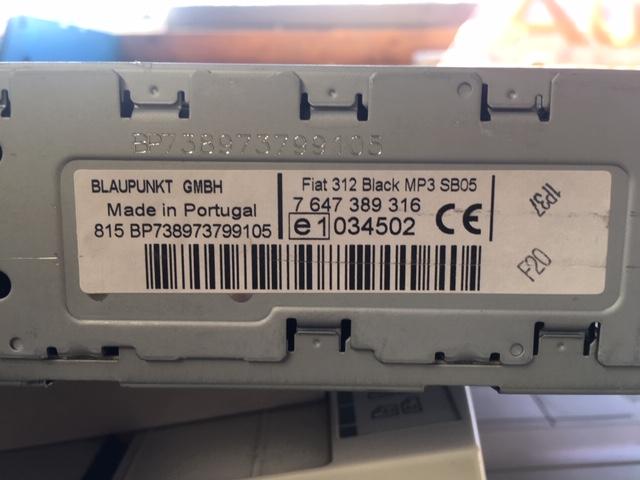 BP738973799105
BLAUPUNKT GMBH
Made in Portugal
815 BP738973799105
Fiat 312 Black MP3 SB05
7 647 389 316
e1 034502 CE
1P37
F20